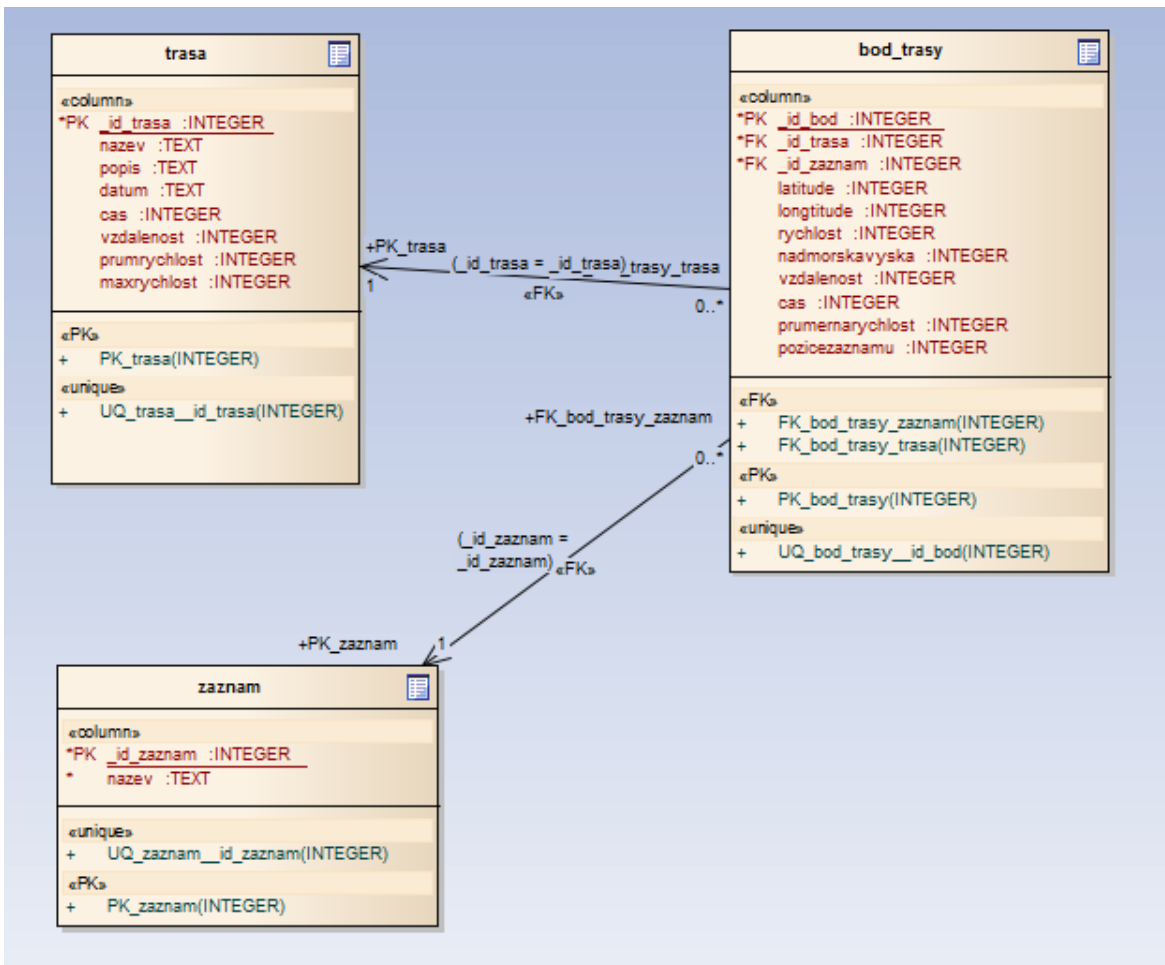 trasa
«column»
*PK _id_trasa :INTEGER
nazev :TEXT
popis :TEXT
datum :TEXT
cas :INTEGER
vzdalenost :INTEGER
prumrychlost :INTEGER
maxrychlost :INTEGER
«PK»
+ PK_trasa(INTEGER)
«unique»
+ UQ_trasa__id_trasa(INTEGER)
+PK_trasa
(_id_trasa = _id_trasa)
_trasy_trasa
1
«FK»
0..*
bod_trasy
«column»
*PK _id_bod :INTEGER
*FK _id_trasa :INTEGER
*FK _id_zaznam :INTEGER
latitude :INTEGER
longtitude :INTEGER
rychlost :INTEGER
nadmorskavyska :INTEGER
vzdalenost :INTEGER
cas :INTEGER
prumernarychlost :INTEGER
pozicezaznamu :INTEGER
«FK»
+ FK_bod_trasy_zaznam(INTEGER)
+ FK_bod_trasy_trasa(INTEGER)
«PK»
+ PK_bod_trasy(INTEGER)
«unique»
+ UQ_bod_trasy__id_bod(INTEGER)
+FK_bod_trasy_zaznam
0..*
(_id_zaznam =
_id_zaznam)
«FK»
+PK_zaznam
1
zaznam
«column»
*PK _id_zaznam :INTEGER
* nazev :TEXT
«unique»
+ UQ_zaznam__id_zaznam(INTEGER)
«PK»
+ PK_zaznam(INTEGER)